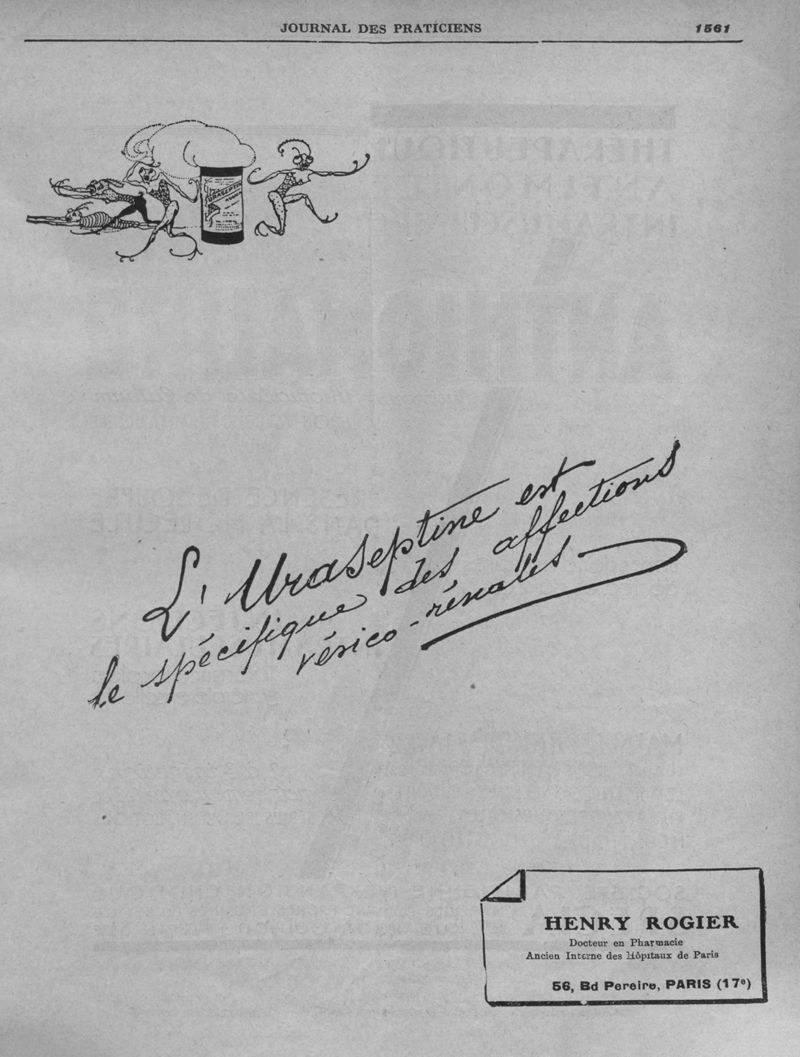 JOURNAL DES PRATICIENS 1561
URASEPTINE
L'Uraseptine est
le spécifique des affections
vésico-rénales
HENRY ROGIER
Docteur en Pharmacie
Ancien Interne des Hôpitaux de Paris
56, Bd Pereire, PARIS (17e)